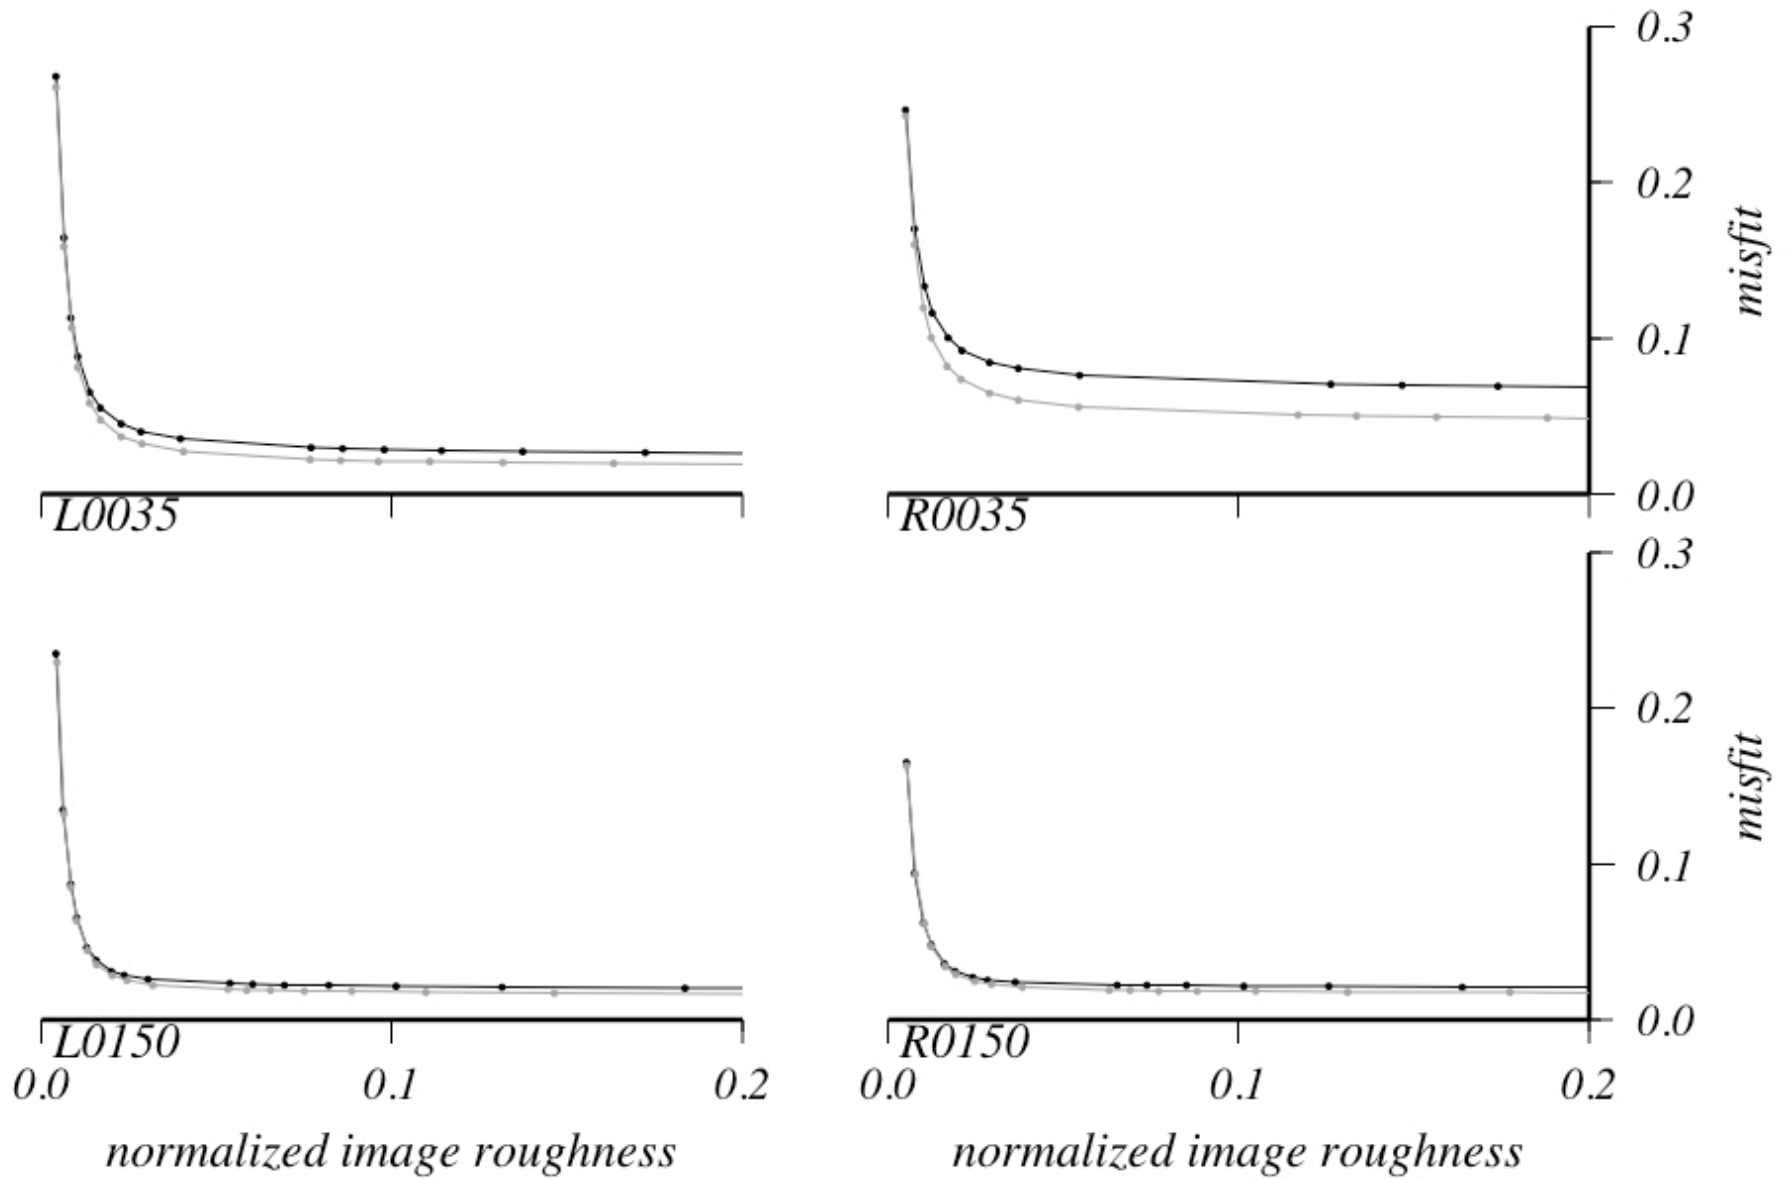 0.3
0.2
misfit
0.1
0.0
L0035
R0035
0.3
0.2
misfit
0.1
0.0
L0150
R0150
0.0 0.1 0.2 0.0 0.1 0.2
normalized image roughness normalized image roughness